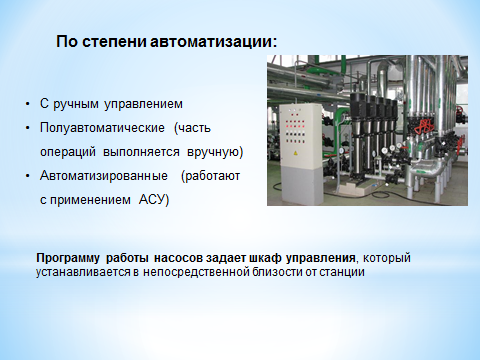 По степени автоматизации:
• С ручным управлением
• Полуавтоматические (часть
операций выполняется вручную)
• Автоматизированные (работают
с применением АСУ)
Программу работы насосов задает шкаф управления, который
устанавливается в непосредственной близости от станции